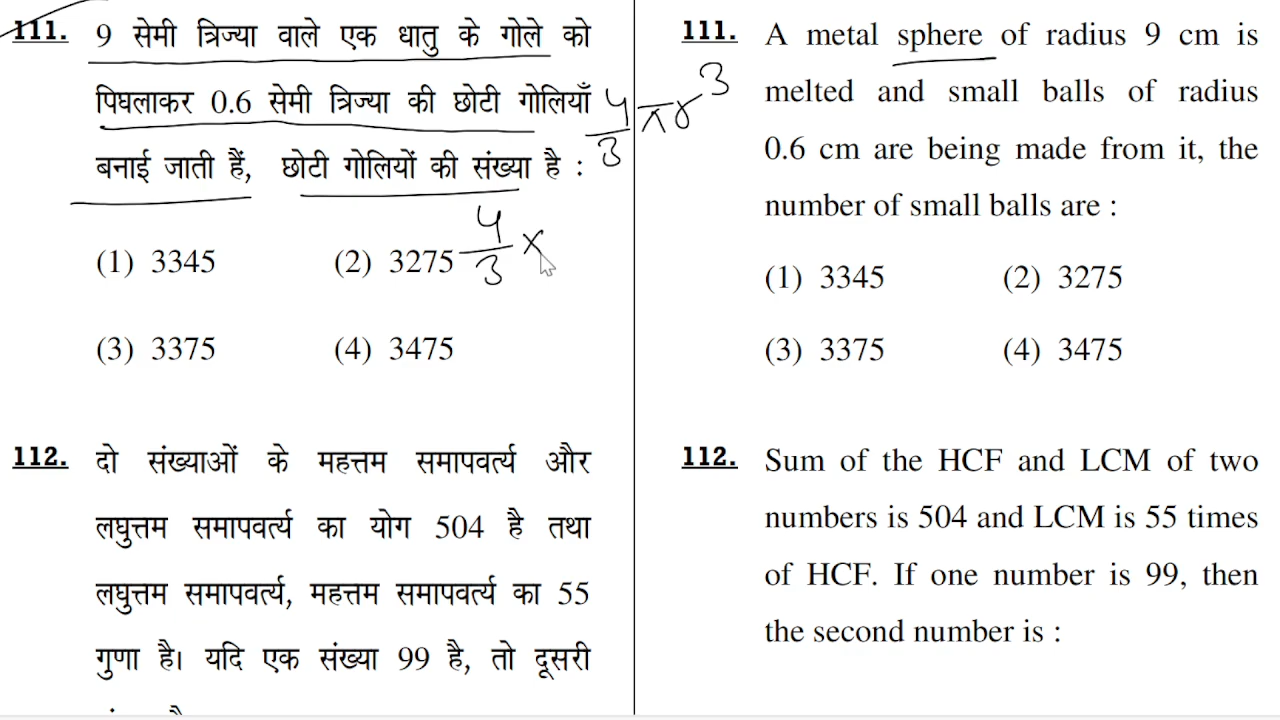 111. 9 सेमी त्रिज्या वाले एक धातु के गोले को
पिघलाकर 0.6 सेमी त्रिज्या की छोटी गोलियाँ
बनाई जाती हैं, छोटी गोलियों की संख्या है :
4/3 πr³
(1) 3345 (2) 3275
4/3 ×
(3) 3375 (4) 3475
112. दो संख्याओं के महत्तम समापवर्त्य और
लघुत्तम समापवर्त्य का योग 504 है तथा
लघुत्तम समापवर्त्य, महत्तम समापवर्त्य का 55
गुणा है। यदि एक संख्या 99 है, तो दूसरी
111. A metal sphere of radius 9 cm is
melted and small balls of radius
0.6 cm are being made from it, the
number of small balls are :
(1) 3345 (2) 3275
(3) 3375 (4) 3475
112. Sum of the HCF and LCM of two
numbers is 504 and LCM is 55 times
of HCF. If one number is 99, then
the second number is :